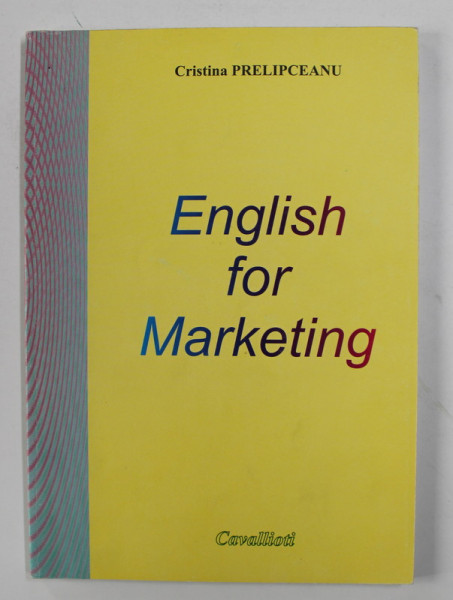 Cristina PRELIPCEANU
English
for
Marketing
Cavallioti